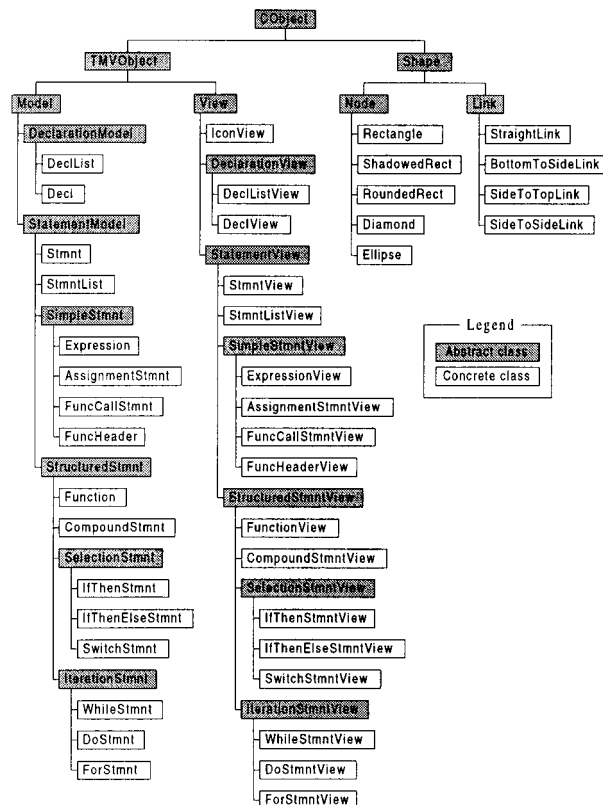 CObject
TMVObject
Shape
Model
View
Node
Link
DeclarationModel
DeclList
Decl
StatementModel
Stmnt
StmntList
SimpleStmnt
Expression
AssignmentStmnt
FuncCallStmnt
FuncHeader
StructuredStmnt
Function
CompoundStmnt
SelectionStmnt
IfThenStmnt
IfThenElseStmnt
SwitchStmnt
IterationStmnt
WhileStmnt
DoStmnt
ForStmnt
IconView
DeclarationView
DeclListView
DeclView
StatementView
StmntView
StmntListView
SimpleStmntView
ExpressionView
AssignmentStmntView
FuncCallStmntView
FuncHeaderView
StructuredStmntView
FunctionView
CompoundStmntView
SelectionStmntView
IfThenStmntView
IfThenElseStmntView
SwitchStmntView
IterationStmntView
WhileStmntView
DoStmntView
ForStmntView
Rectangle
ShadowedRect
RoundedRect
Diamond
Ellipse
StraightLink
BottomToSideLink
SideToTopLink
SideToSideLink
Legend
Abstract class
Concrete class